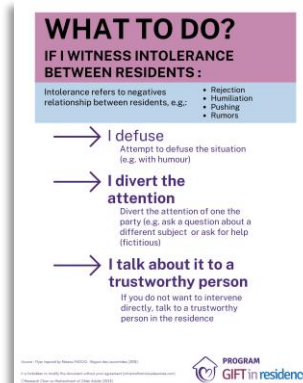 WHAT TO DO?
IF I WITNESS INTOLERANCE
BETWEEN RESIDENTS :
Intolerance refers to negatives
relationship between residents, e.g.:
• Rejection
• Humiliation
• Pushing
• Rumors
I defuse
Attempt to defuse the situation
(e.g. with humour)
I divert the
attention
Divert the attention of one the
party (e.g. ask a question about a
different subject or ask for help
(fictitious)
I talk about it to a
trustworthy person
If you do not want to intervene
directly, talk to a trustworthy
person in the residence
PROGRAM
GIFT in residence